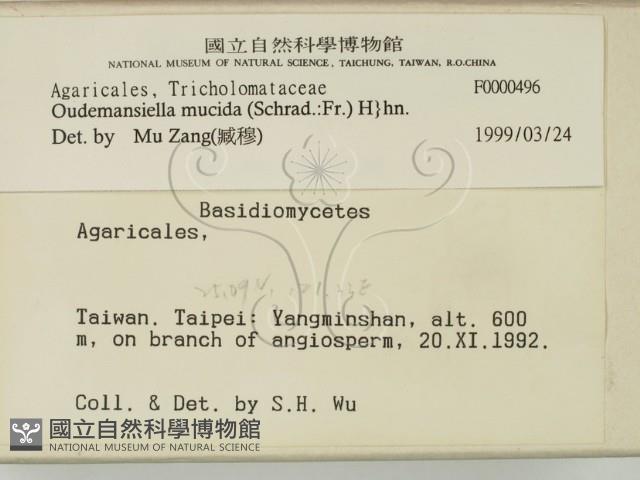 國立自然科學博物館
NATIONAL MUSEUM OF NATURAL SCIENCE, TAICHUNG, TAIWAN, R.O.CHINA
Agaricales, Tricholomataceae F0000496
Oudemansiella mucida (Schrad.:Fr.) H}hn.
Det. by Mu Zang(臧穆) 1999/03/24
Basidiomycetes
Agaricales,
Taiwan. Taipei: Yangminshan, alt. 600
m, on branch of angiosperm, 20.XI.1992.
Coll. & Det. by S.H. Wu
國立自然科學博物館
NATIONAL MUSEUM OF NATURAL SCIENCE